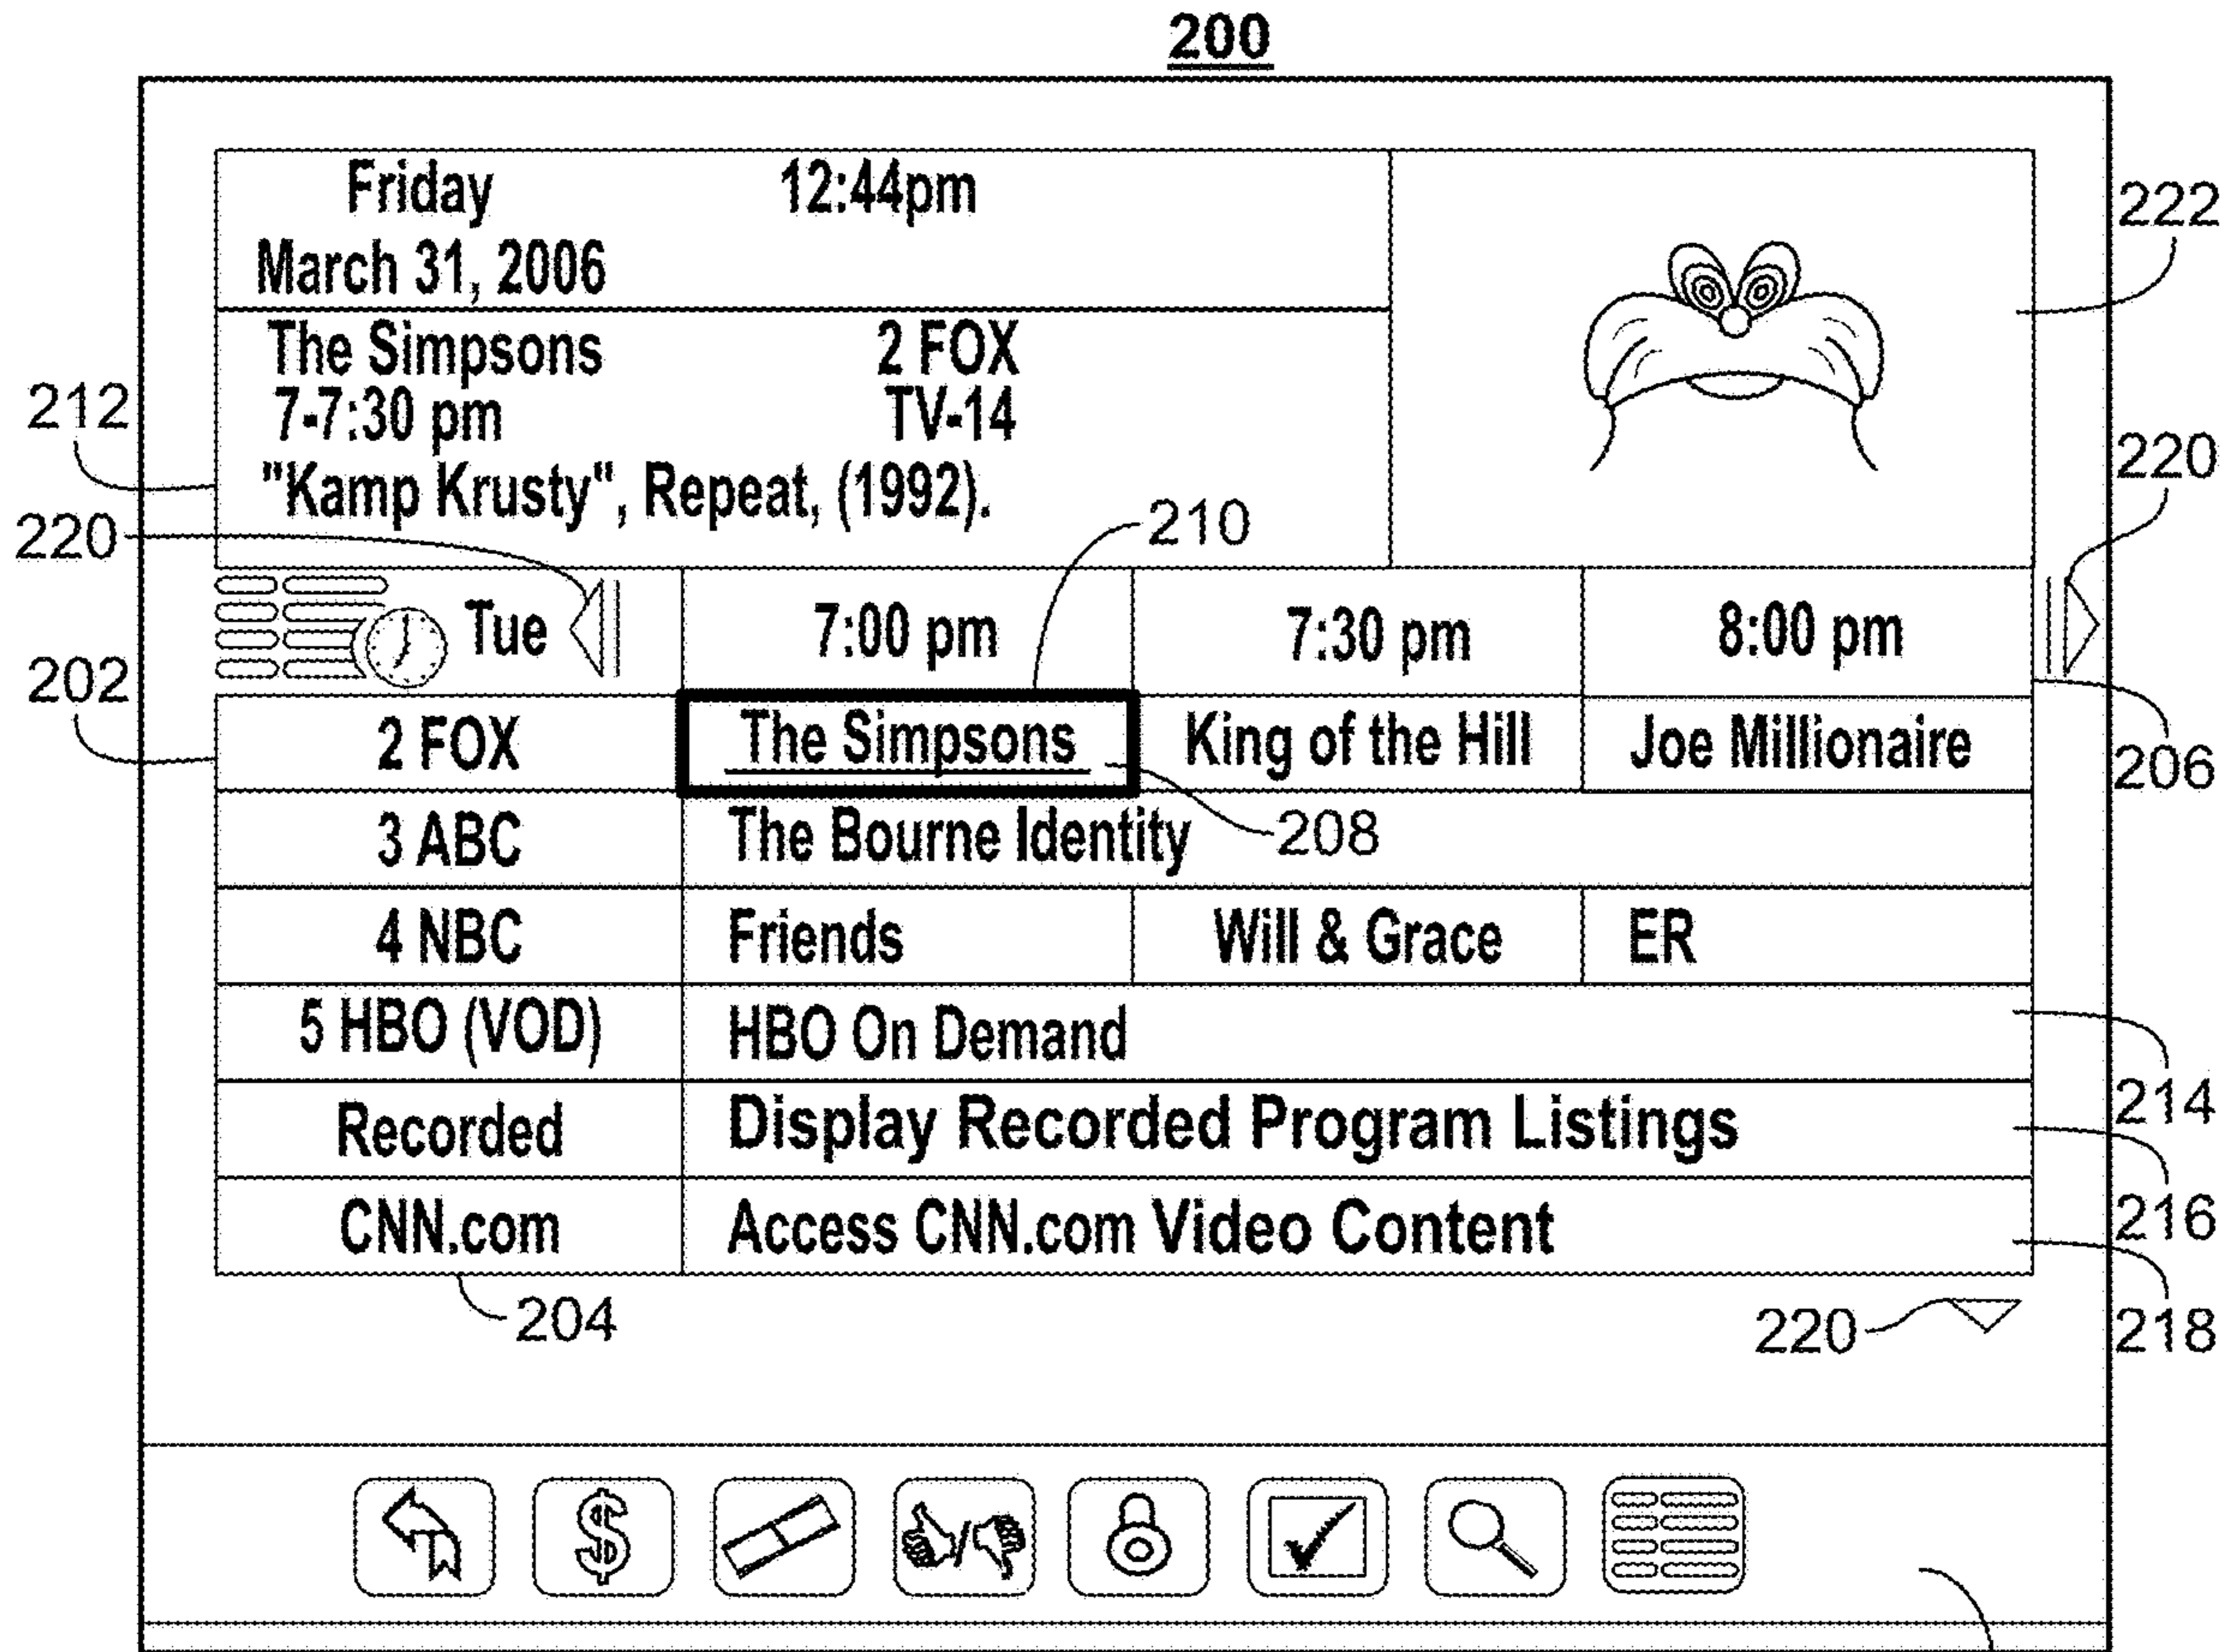 200
Friday 12:44pm
March 31, 2006
222
The Simpsons 2 FOX
212
7-7:30 pm TV-14
220
"Kamp Krusty", Repeat, (1992).
220
210
Tue 7:00 pm 7:30 pm 8:00 pm
202
2 FOX The Simpsons King of the Hill Joe Millionaire
206
3 ABC The Bourne Identity 208
4 NBC Friends Will & Grace ER
5 HBO (VOD) HBO On Demand
214
Recorded Display Recorded Program Listings
216
CNN.com Access CNN.com Video Content
204
220
218
$